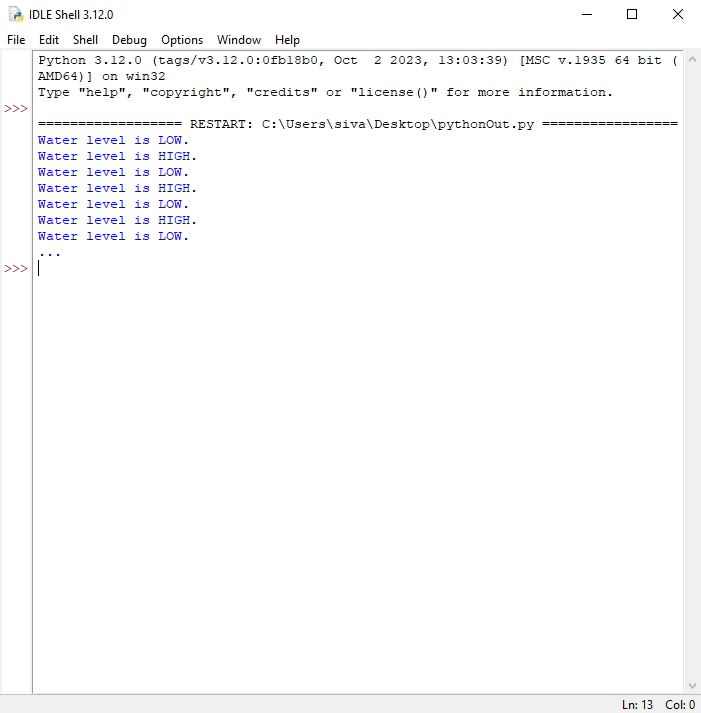 IDLE Shell 3.12.0
File Edit Shell Debug Options Window Help
Python 3.12.0 (tags/v3.12.0:0fb18b0, Oct  2 2023, 13:03:39) [MSC v.1935 64 bit (
AMD64)] on win32
Type "help", "copyright", "credits" or "license()" for more information.
>>>
================== RESTART: C:\Users\siva\Desktop\pythonOut.py =================
Water level is LOW.
Water level is HIGH.
Water level is LOW.
Water level is HIGH.
Water level is LOW.
Water level is HIGH.
Water level is LOW.
...
>>>
Ln: 13 Col: 0